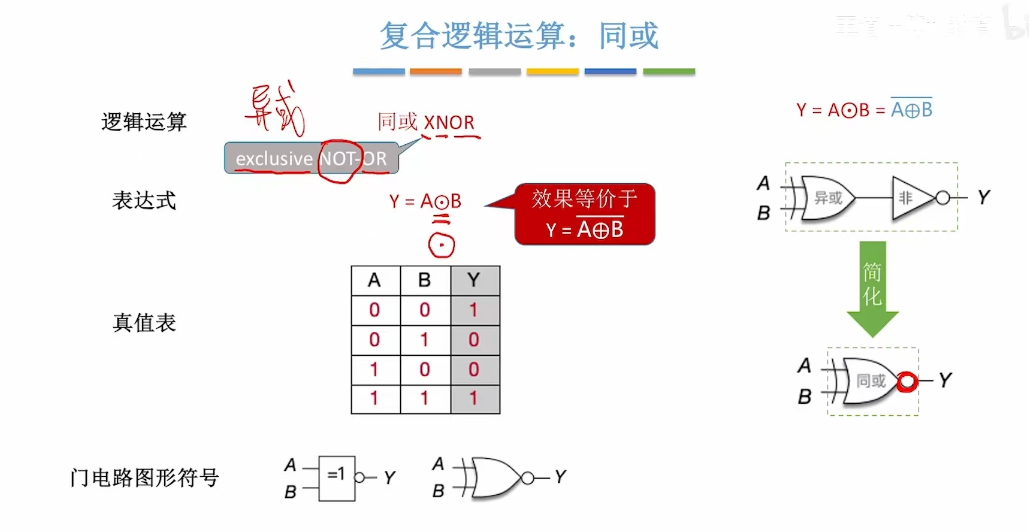 复合逻辑运算：同或
异或
逻辑运算
同或 XNOR
exclusive NOT-OR
表达式
Y = A⊙B
⊙
效果等价于
Y = \overline{A⊕B}
真值表
A B Y
0 0 1
0 1 0
1 0 0
1 1 1
门电路图形符号
A
B
=1
Y
A
B
Y
Y = A⊙B = \overline{A⊕B}
A
B
异或
非
Y
简化
A
B
同或
Y